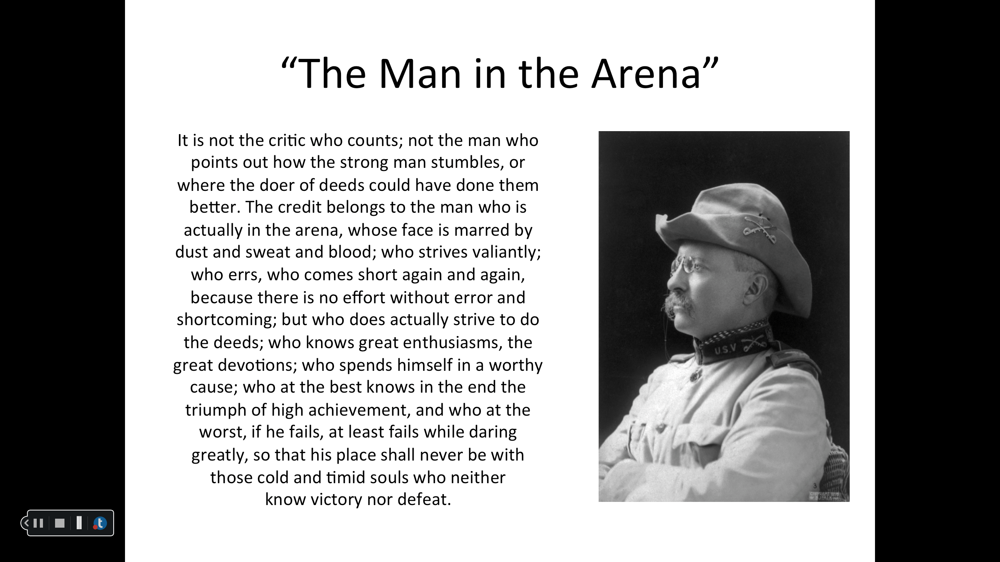 “The Man in the Arena”
It is not the critic who counts; not the man who
points out how the strong man stumbles, or
where the doer of deeds could have done them
better. The credit belongs to the man who is
actually in the arena, whose face is marred by
dust and sweat and blood; who strives valiantly;
who errs, who comes short again and again,
because there is no effort without error and
shortcoming; but who does actually strive to do
the deeds; who knows great enthusiasms, the
great devotions; who spends himself in a worthy
cause; who at the best knows in the end the
triumph of high achievement, and who at the
worst, if he fails, at least fails while daring
greatly, so that his place shall never be with
those cold and timid souls who neither
know victory nor defeat.
U.S.V
3
COPYRIGHT 1898
t